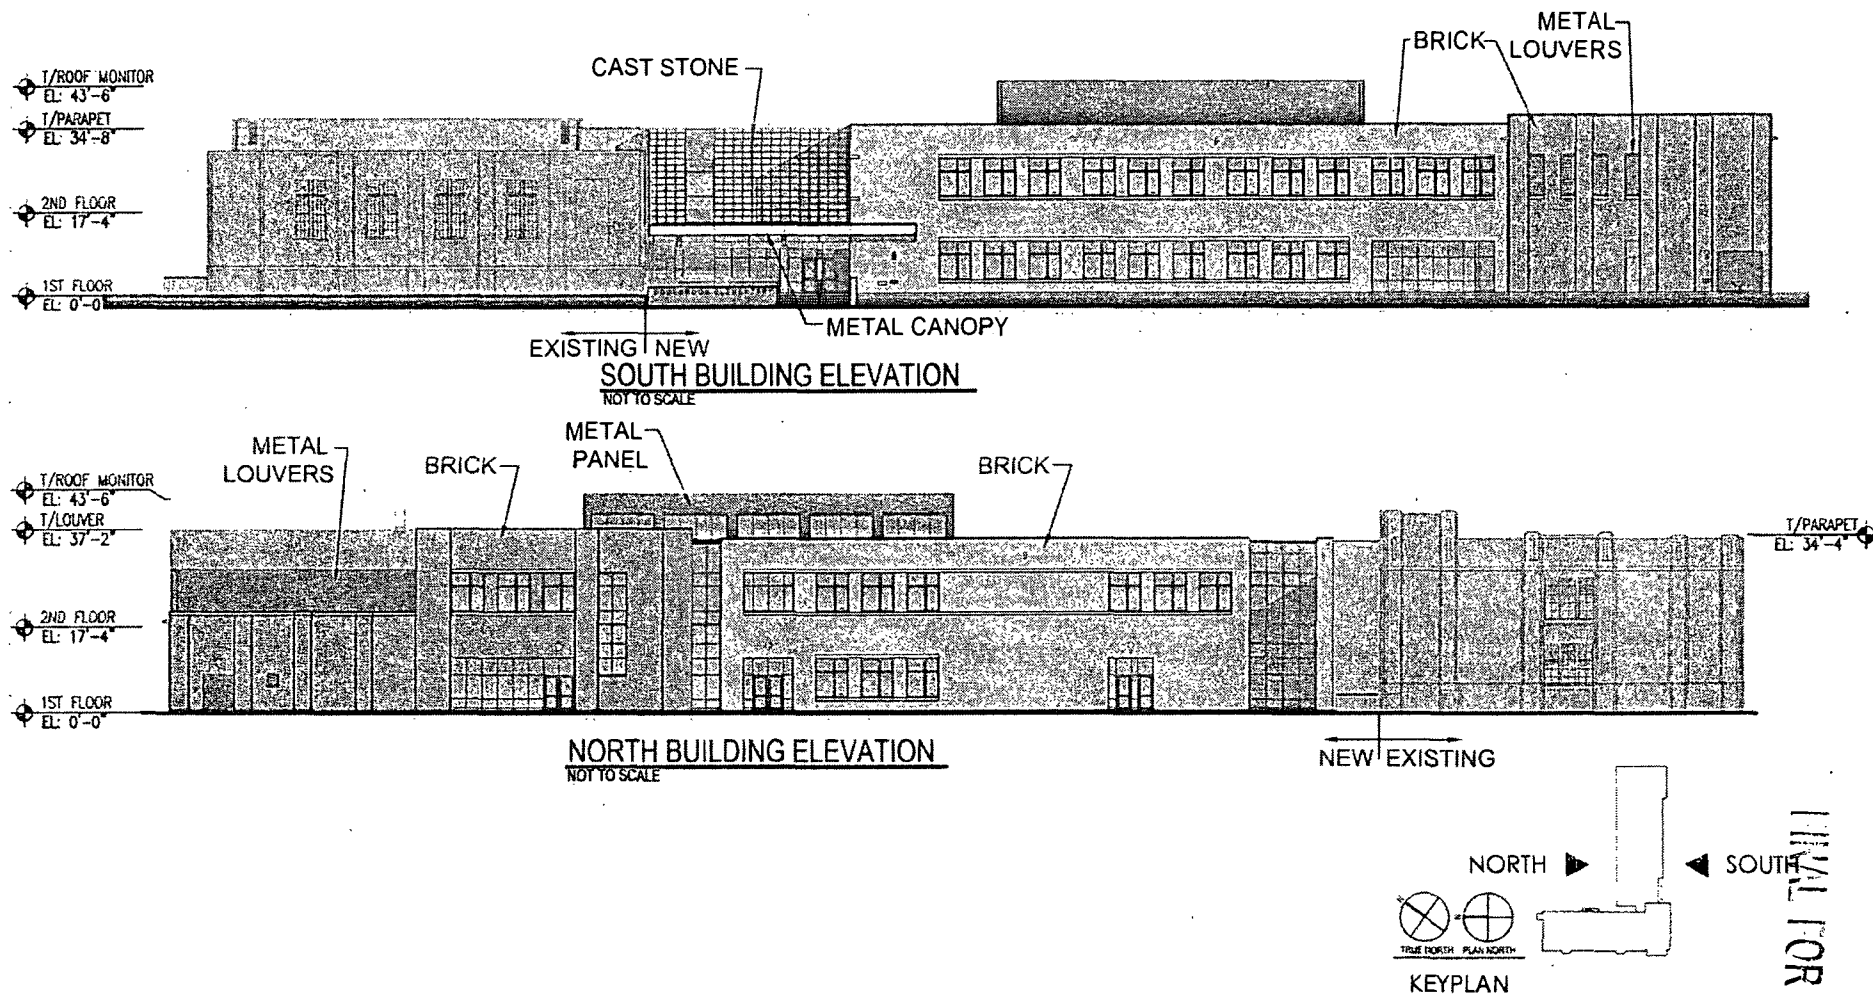 METAL
LOUVERS
BRICK
CAST STONE
T/ROOF MONITOR
EL: 43'-6"
T/PARAPET
EL: 34'-8"
2ND FLOOR
EL: 17'-4"
1ST FLOOR
EL: 0'-0
METAL CANOPY
EXISTING NEW
SOUTH BUILDING ELEVATION
NOT TO SCALE
METAL
PANEL
METAL
LOUVERS
BRICK
BRICK
T/ROOF MONITOR
EL: 43'-6"
T/LOUVER
EL: 37'-2"
T/PARAPET
EL: 34'-4"
2ND FLOOR
EL: 17'-4"
1ST FLOOR
EL: 0'-0"
NORTH BUILDING ELEVATION
NOT TO SCALE
NEW EXISTING
NORTH
SOUTH
TRUE NORTH
PLAN NORTH
KEYPLAN
FINAL FOR